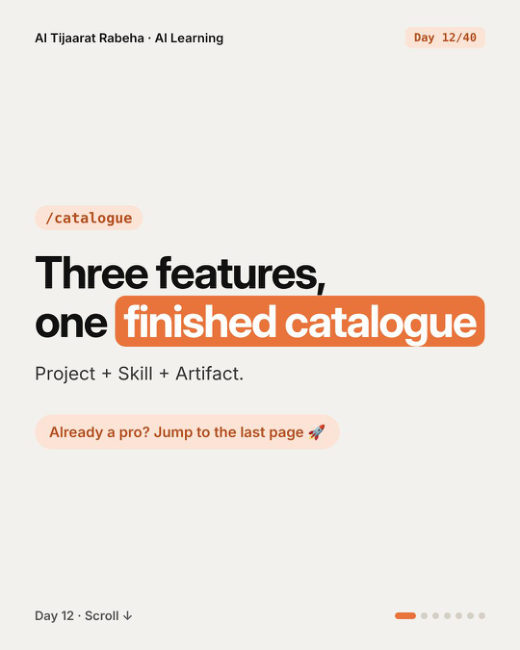 Al Tijaarat Rabeha · AI Learning
Day 12/40
/catalogue
Three features,
one finished catalogue
Project + Skill + Artifact.
Already a pro? Jump to the last page 🚀
Day 12 · Scroll ↓